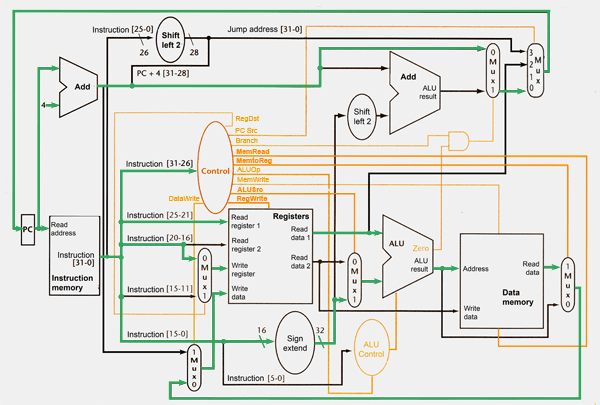 Instruction [25-0]
26
Shift
left 2
28
Jump address [31-0]
PC + 4 [31-28]
Add
4
Add
ALU
result
0
M
u
x
1
3
2
1
0
M
u
x
Shift
left 2
RegDst
PC Src
Branch
MemRead
MemtoReg
ALUOp
MemWrite
ALUSro
RegWrite
Control
Instruction [31-26]
DataWrite
PC
Read
address
Instruction
[31-0]
Instruction
memory
Instruction [25-21]
Instruction [20-16]
Instruction [15-11]
Instruction [15-0]
0
M
u
x
1
Registers
Read
register 1
Read
register 2
Write
register
Write
data
Read
data 1
Read
data 2
0
M
u
x
1
ALU
Zero
ALU
result
Address
Read
data
Write
data
Data
memory
1
M
u
x
0
16
Sign
extend
32
ALU
Control
Instruction [5-0]
1
M
u
x
0